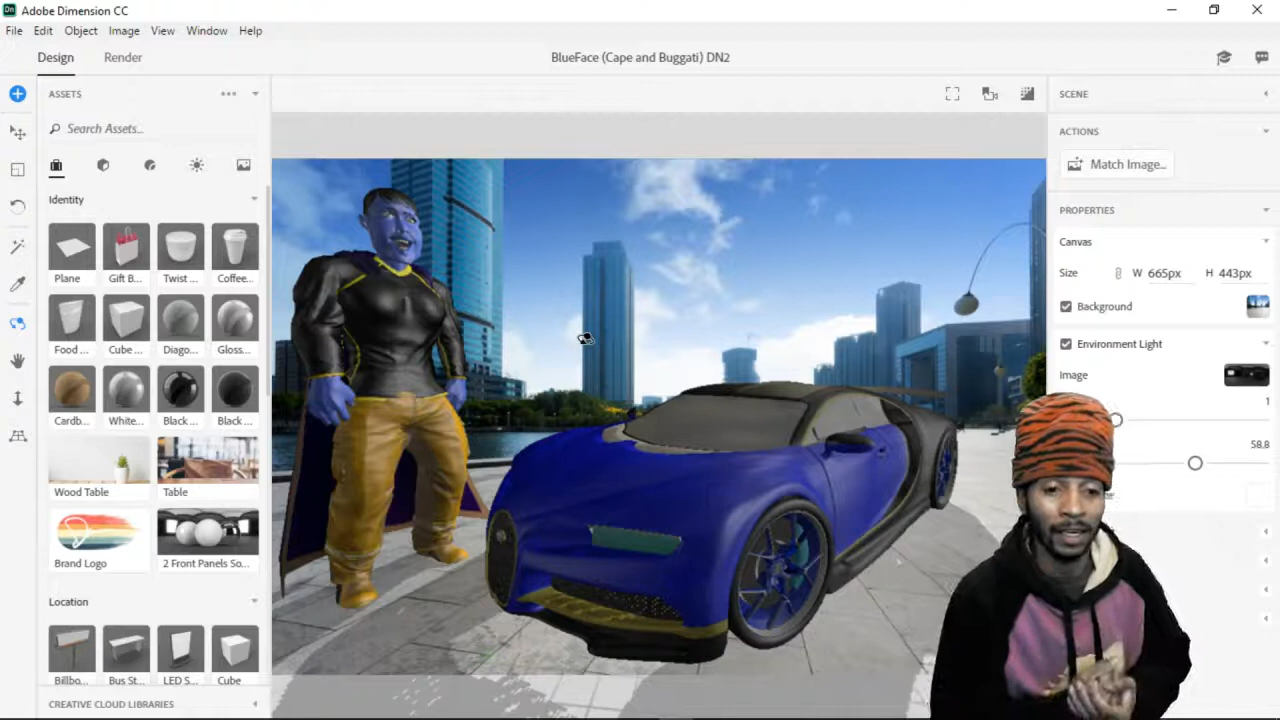 Dn Adobe Dimension CC
File Edit Object Image View Window Help
Design Render BlueFace (Cape and Buggati) DN2
ASSETS
Search Assets...
Identity
Plane Gift B... Twist ... Coffee...
Food ... Cube ... Diago... Gloss...
Cardb... White... Black ... Black ...
Wood Table Table
Brand Logo 2 Front Panels So...
Location
Billbo... Bus St... LED S... Cube
CREATIVE CLOUD LIBRARIES
SCENE
ACTIONS
Match Image...
PROPERTIES
Canvas
Size W 665px H 443px
Background
Environment Light
Image
1
58.8